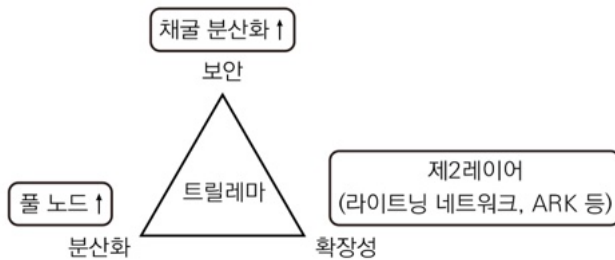 채굴 분산화 ↑
보안
트릴레마
제2레이어
(라이트닝 네트워크, ARK 등)
풀 노드 ↑
분산화
확장성